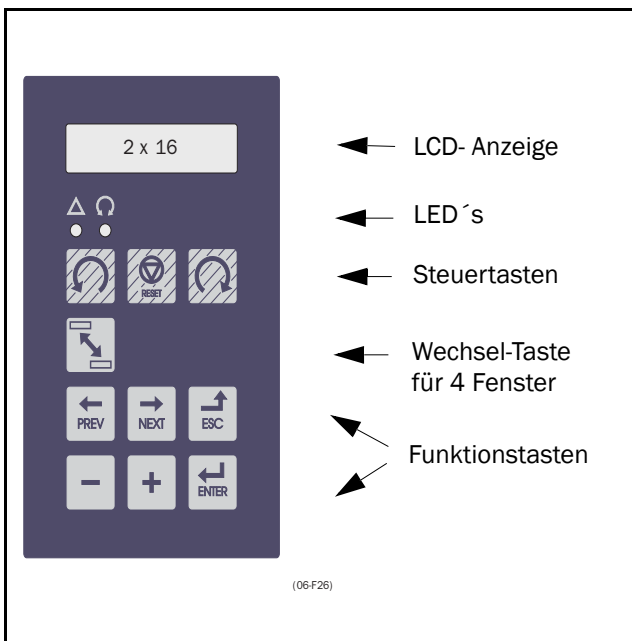 2 x 16
LCD- Anzeige
LED´s
RESET
Steuertasten
Wechsel-Taste
für 4 Fenster
PREV
NEXT
ESC
Funktionstasten
- +
ENTER
(06-F26)